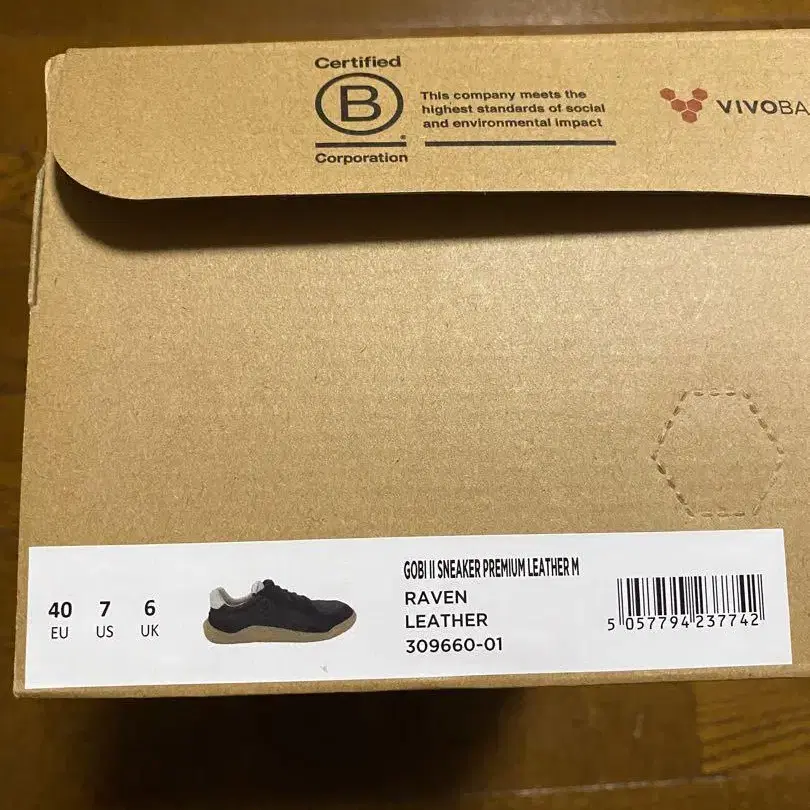 Certified
B
Corporation
This company meets the
highest standards of social
and environmental impact
VIVOBA
40 7 6
EU US UK
GOBI II SNEAKER PREMIUM LEATHER M
RAVEN
LEATHER
309660-01
5 057794 237742